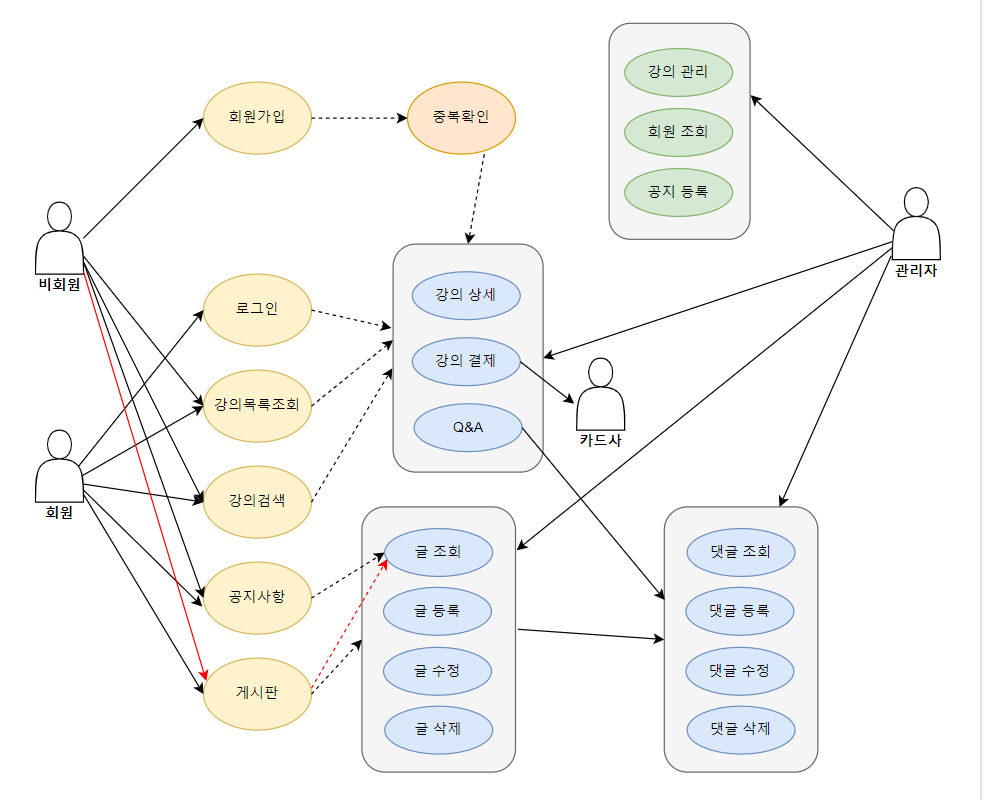 회원가입
중복확인
강의 관리
회원 조회
공지 등록
비회원
관리자
로그인
강의목록조회
강의검색
공지사항
게시판
회원
강의 상세
강의 결제
Q&A
카드사
글 조회
글 등록
글 수정
글 삭제
댓글 조회
댓글 등록
댓글 수정
댓글 삭제